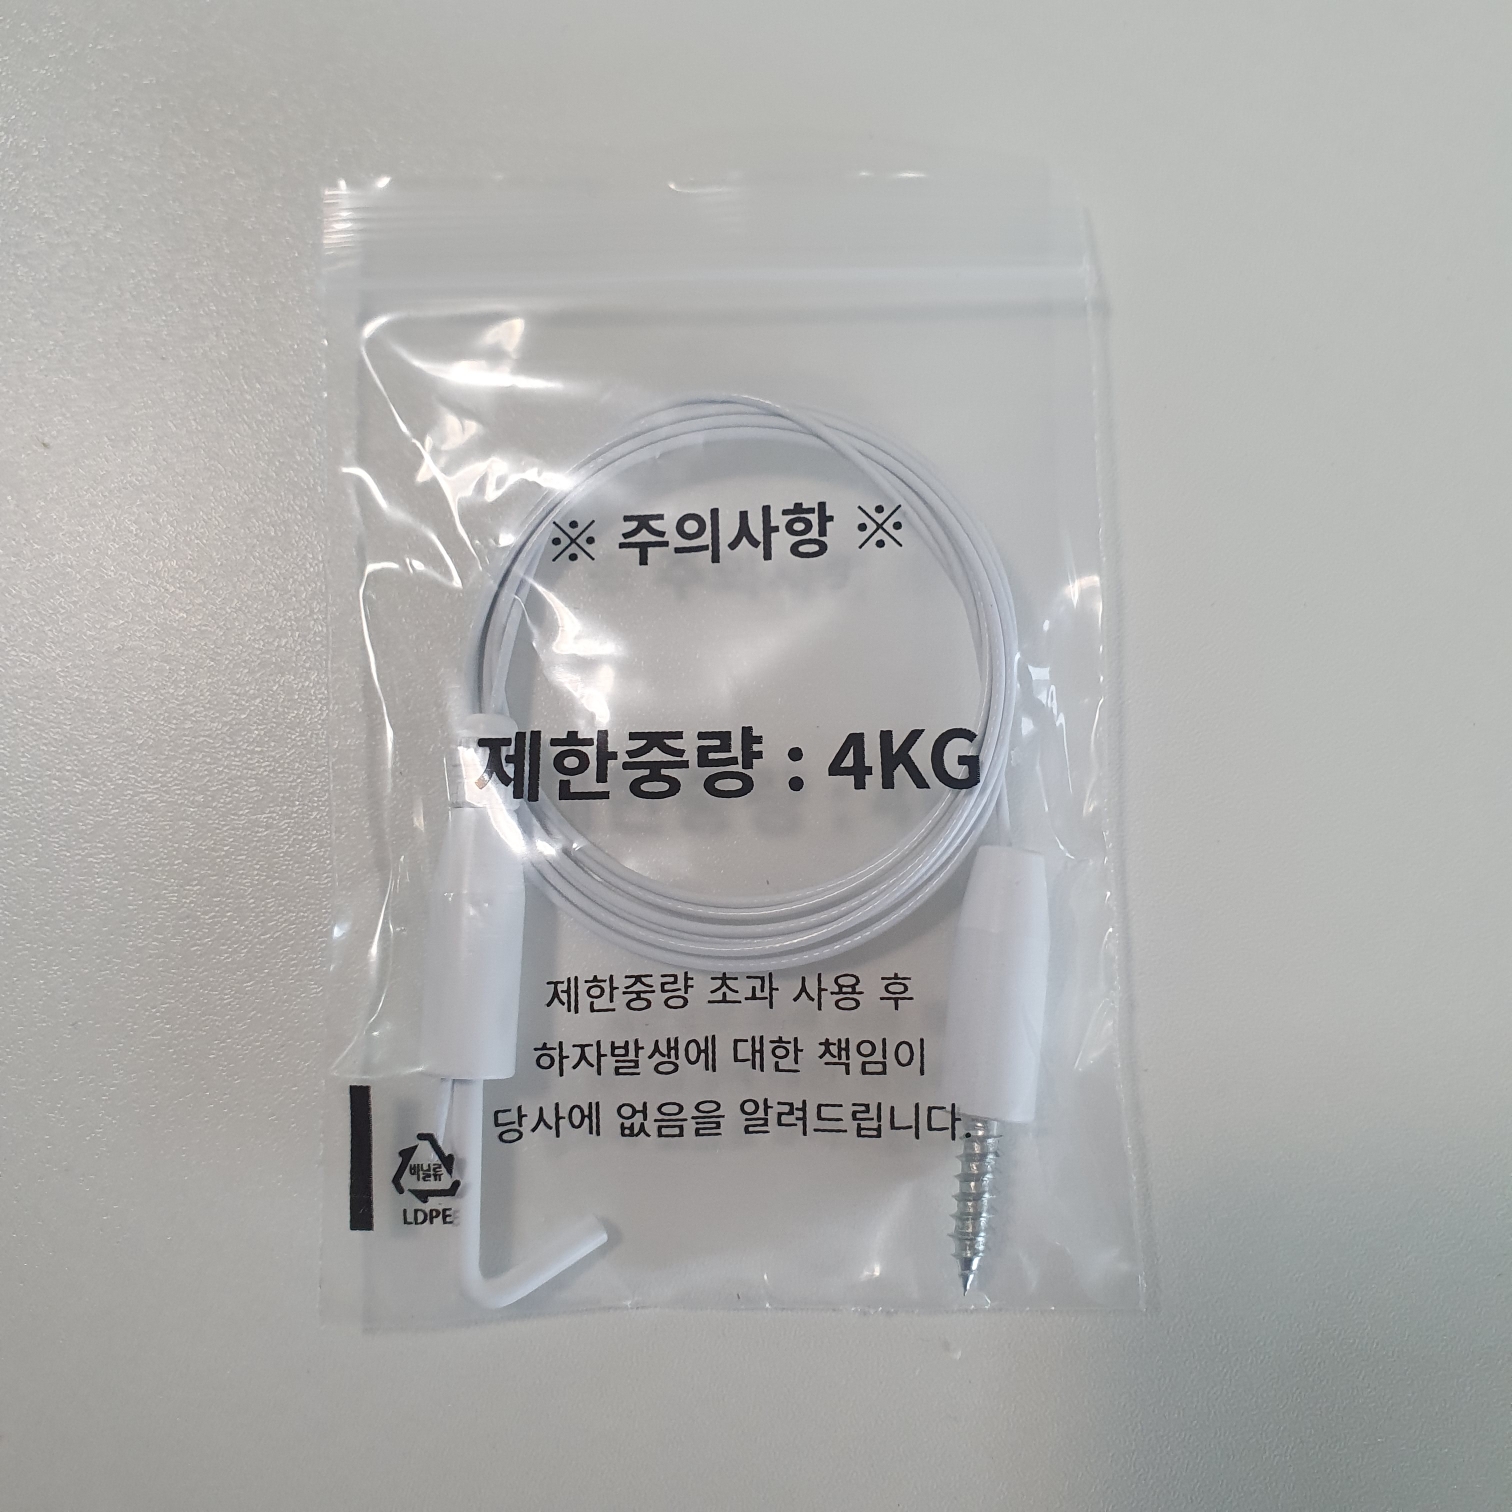 ※ 주의사항 ※
제한중량 : 4KG
제한중량 초과 사용 후
하자발생에 대한 책임이
당사에 없음을 알려드립니다.
비닐류
LDPE